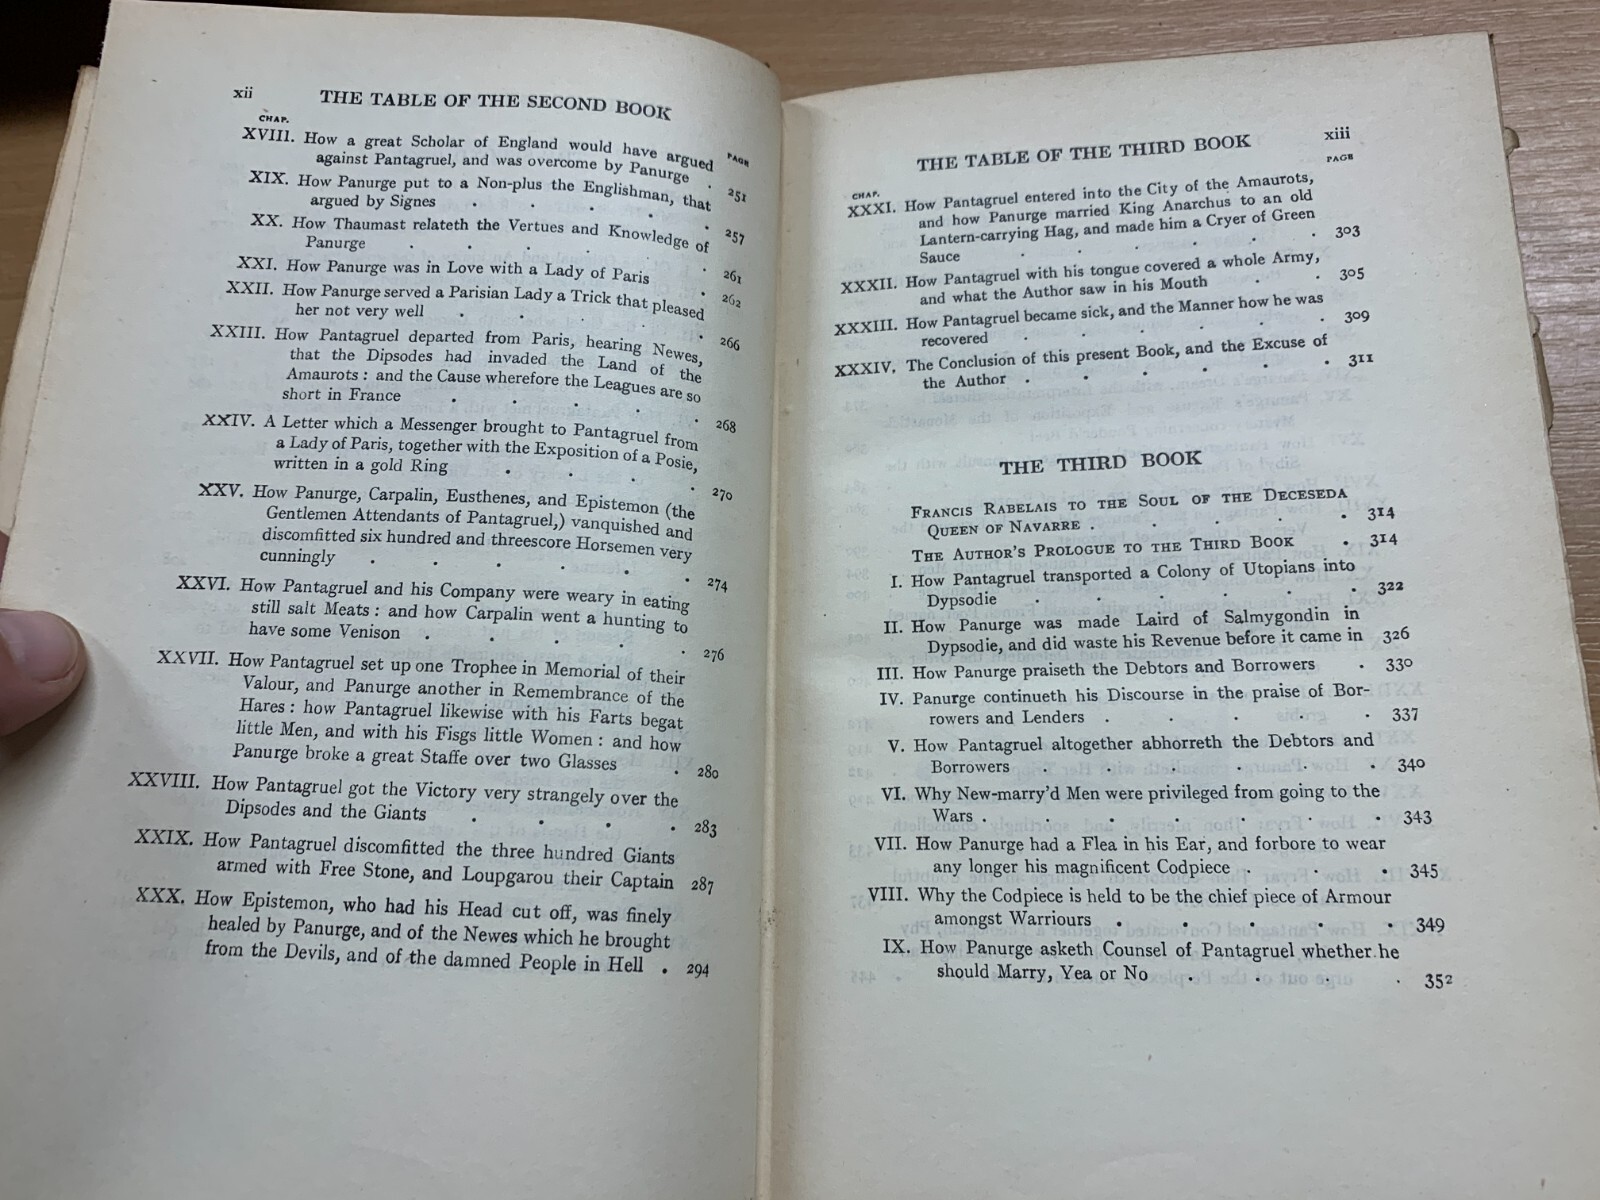 xii THE TABLE OF THE SECOND BOOK
CHAP. PAGE
XVIII. How a great Scholar of England would have argued
against Pantagruel, and was overcome by Panurge . 251
XIX. How Panurge put to a Non-plus the Englishman, that
argued by Signes . . . . . 257
XX. How Thaumast relateth the Vertues and Knowledge of
Panurge . . . . . . 261
XXI. How Panurge was in Love with a Lady of Paris . 262
XXII. How Panurge served a Parisian Lady a Trick that pleased
her not very well . . . . . 266
XXIII. How Pantagruel departed from Paris, hearing Newes,
that the Dipsodes had invaded the Land of the
Amaurots : and the Cause wherefore the Leagues are so
short in France . . . . . 268
XXIV. A Letter which a Messenger brought to Pantagruel from
a Lady of Paris, together with the Exposition of a Posie,
written in a gold Ring . . . . 270
XXV. How Panurge, Carpalin, Eusthenes, and Epistemon (the
Gentlemen Attendants of Pantagruel,) vanquished and
discomfitted six hundred and threescore Horsemen very
cunningly . . . . . . 274
XXVI. How Pantagruel and his Company were weary in eating
still salt Meats : and how Carpalin went a hunting to
have some Venison . . . . . 276
XXVII. How Pantagruel set up one Trophee in Memorial of their
Valour, and Panurge another in Remembrance of the
Hares : how Pantagruel likewise with his Farts begat
little Men, and with his Fisgs little Women : and how
Panurge broke a great Staffe over two Glasses . 280
XXVIII. How Pantagruel got the Victory very strangely over the
Dipsodes and the Giants . . . . 283
XXIX. How Pantagruel discomfitted the three hundred Giants
armed with Free Stone, and Loupgarou their Captain 287
XXX. How Epistemon, who had his Head cut off, was finely
healed by Panurge, and of the Newes which he brought
from the Devils, and of the damned People in Hell . 294
THE TABLE OF THE THIRD BOOK xiii
CHAP. PAGE
XXXI. How Pantagruel entered into the City of the Amaurots,
and how Panurge married King Anarchus to an old
Lantern-carrying Hag, and made him a Cryer of Green
Sauce . . . . . . 303
XXXII. How Pantagruel with his tongue covered a whole Army,
and what the Author saw in his Mouth . . 305
XXXIII. How Pantagruel became sick, and the Manner how he was
recovered . . . . . . 309
XXXIV. The Conclusion of this present Book, and the Excuse of
the Author . . . . . . 311
THE THIRD BOOK
FRANCIS RABELAIS TO THE SOUL OF THE DECESEDA
QUEEN OF NAVARRE . . . . . 314
THE AUTHOR'S PROLOGUE TO THE THIRD BOOK . 314
I. How Pantagruel transported a Colony of Utopians into
Dypsodie . . . . . . 322
II. How Panurge was made Laird of Salmygondin in
Dypsodie, and did waste his Revenue before it came in 326
III. How Panurge praiseth the Debtors and Borrowers . 330
IV. Panurge continueth his Discourse in the praise of Bor-
rowers and Lenders . . . . . 337
V. How Pantagruel altogether abhorreth the Debtors and
Borrowers . . . . . . 340
VI. Why New-marry'd Men were privileged from going to the
Wars . . . . . . . 343
VII. How Panurge had a Flea in his Ear, and forbore to wear
any longer his magnificent Codpiece . . . 345
VIII. Why the Codpiece is held to be the chief piece of Armour
amongst Warriours . . . . . 349
IX. How Panurge asketh Counsel of Pantagruel whether he
should Marry, Yea or No . . . . 352